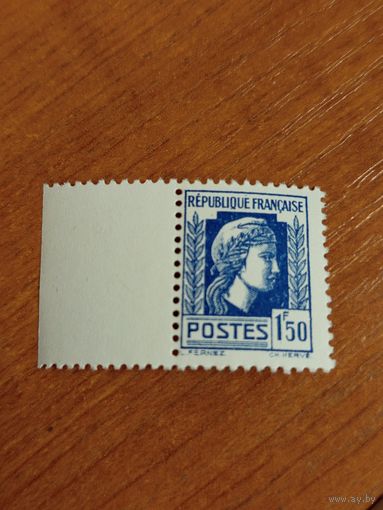 RÉPUBLIQUE FRANÇAISE
POSTES 1F50
L. FERNEZ CH. HERVÉ
www.ay.by